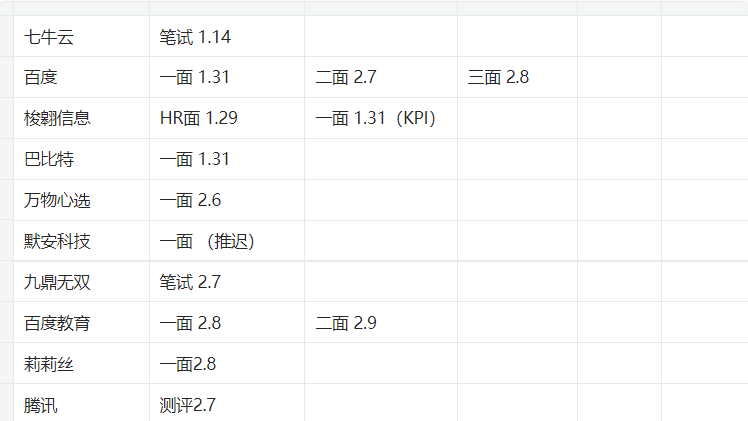 七牛云 笔试 1.14
百度 一面 1.31 二面 2.7 三面 2.8
梭翱信息 HR面 1.29 一面 1.31（KPI）
巴比特 一面 1.31
万物心选 一面 2.6
默安科技 一面 （推迟）
九鼎无双 笔试 2.7
百度教育 一面 2.8 二面 2.9
莉莉丝 一面2.8
腾讯 测评2.7